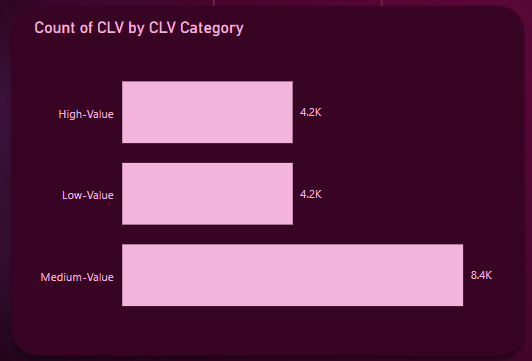 Count of CLV by CLV Category
High-Value
4.2K
Low-Value
4.2K
Medium-Value
8.4K